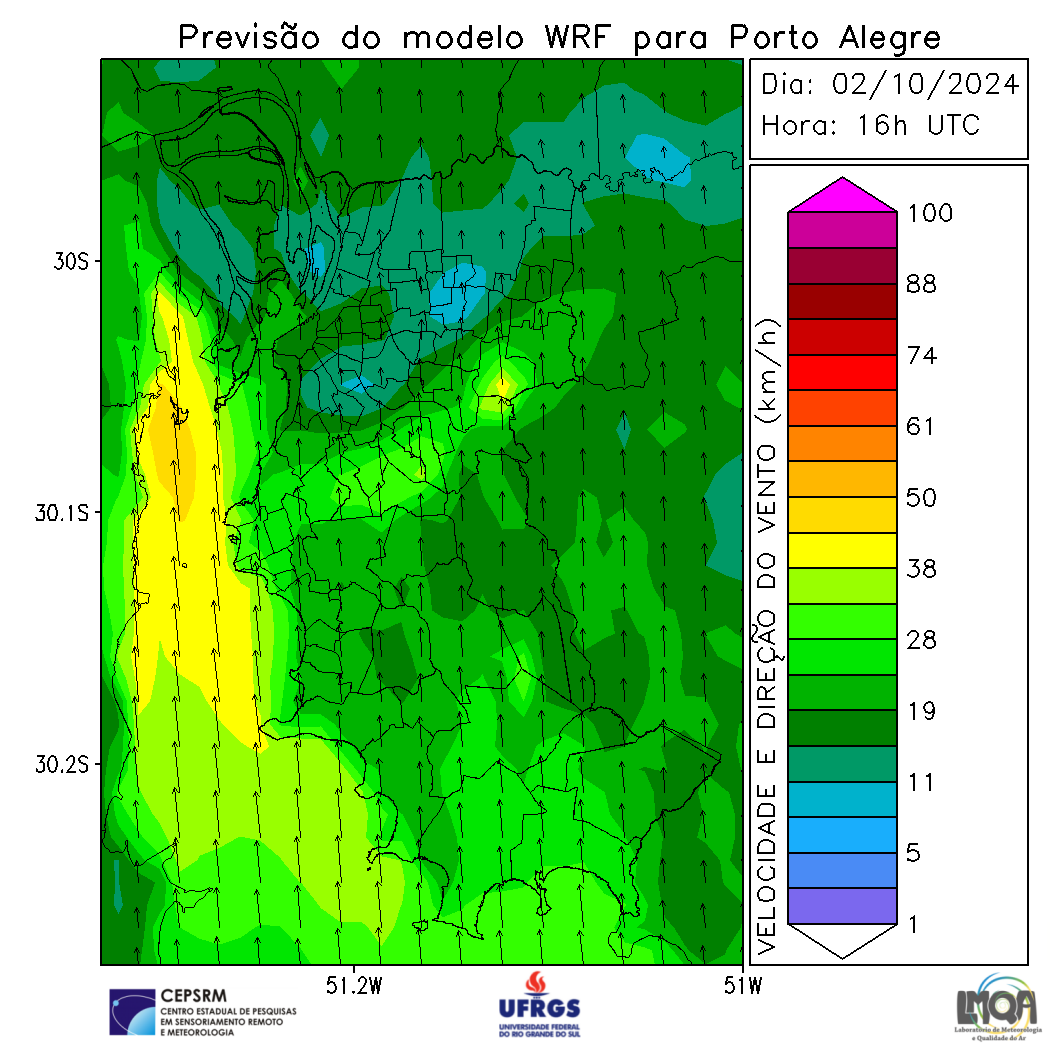 Previsão do modelo WRF para Porto Alegre
Dia: 02/10/2024
Hora: 16h UTC
30S
30.1S
30.2S
51.2W
51W
VELOCIDADE E DIREÇÃO DO VENTO (km/h)
100
88
74
61
50
38
28
19
11
5
1
CEPSRM
CENTRO ESTADUAL DE PESQUISAS
EM SENSORIAMENTO REMOTO
E METEOROLOGIA
UFRGS
UNIVERSIDADE FEDERAL
DO RIO GRANDE DO SUL
LMQA
Laboratório de Meteorologia
e Qualidade do Ar